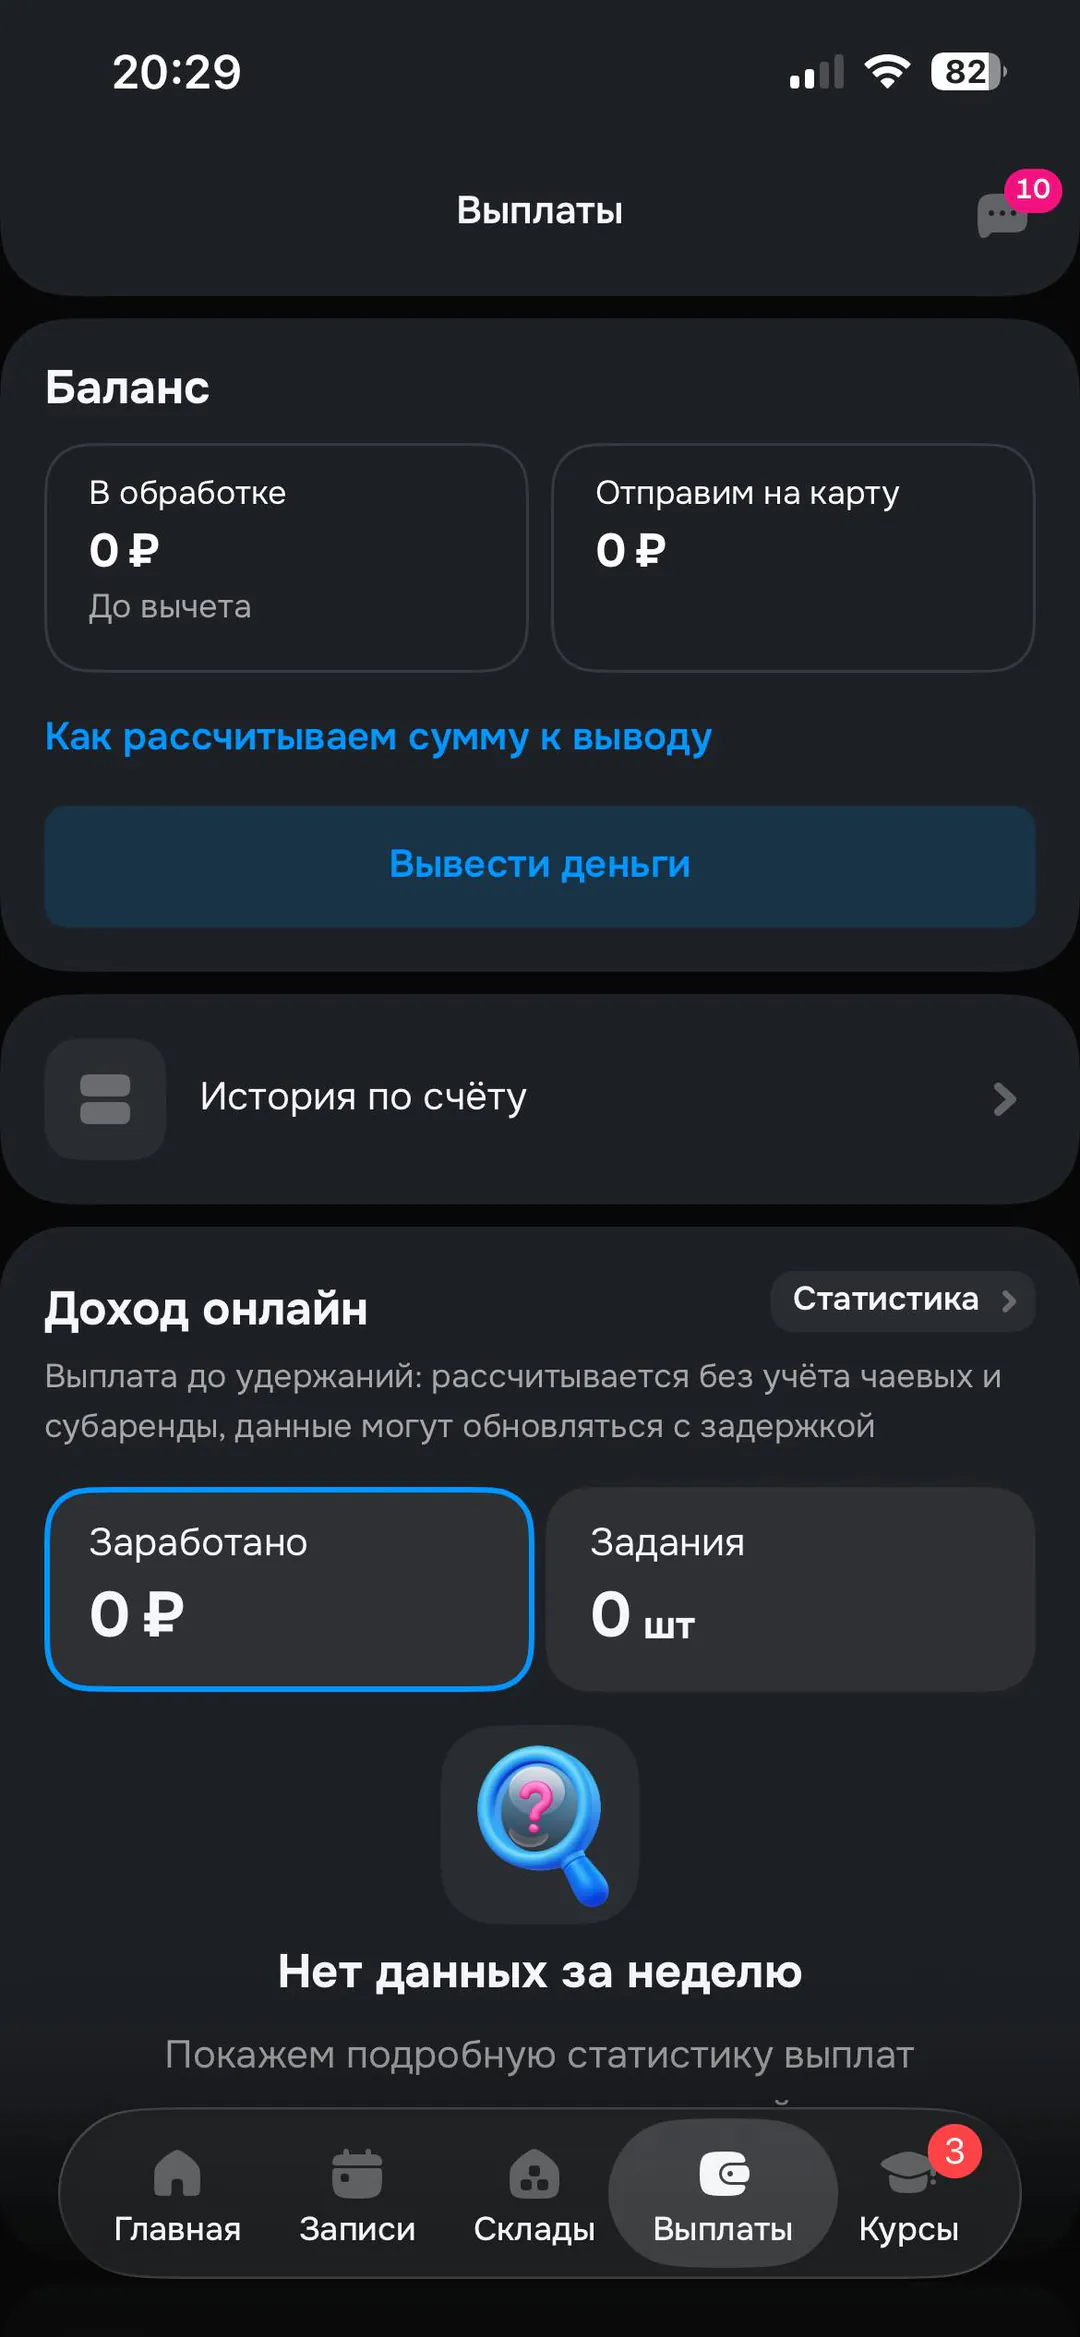 20:29
82
Выплаты
10
Баланс
В обработке
0 ₽
До вычета
Отправим на карту
0 ₽
Как рассчитываем сумму к выводу
Вывести деньги
История по счёту
Доход онлайн
Статистика
Выплата до удержаний: рассчитывается без учёта чаевых и
субаренды, данные могут обновляться с задержкой
Заработано
0 ₽
Задания
0 шт
?
Нет данных за неделю
Покажем подробную статистику выплат
3
Главная
Записи
Склады
Выплаты
Курсы